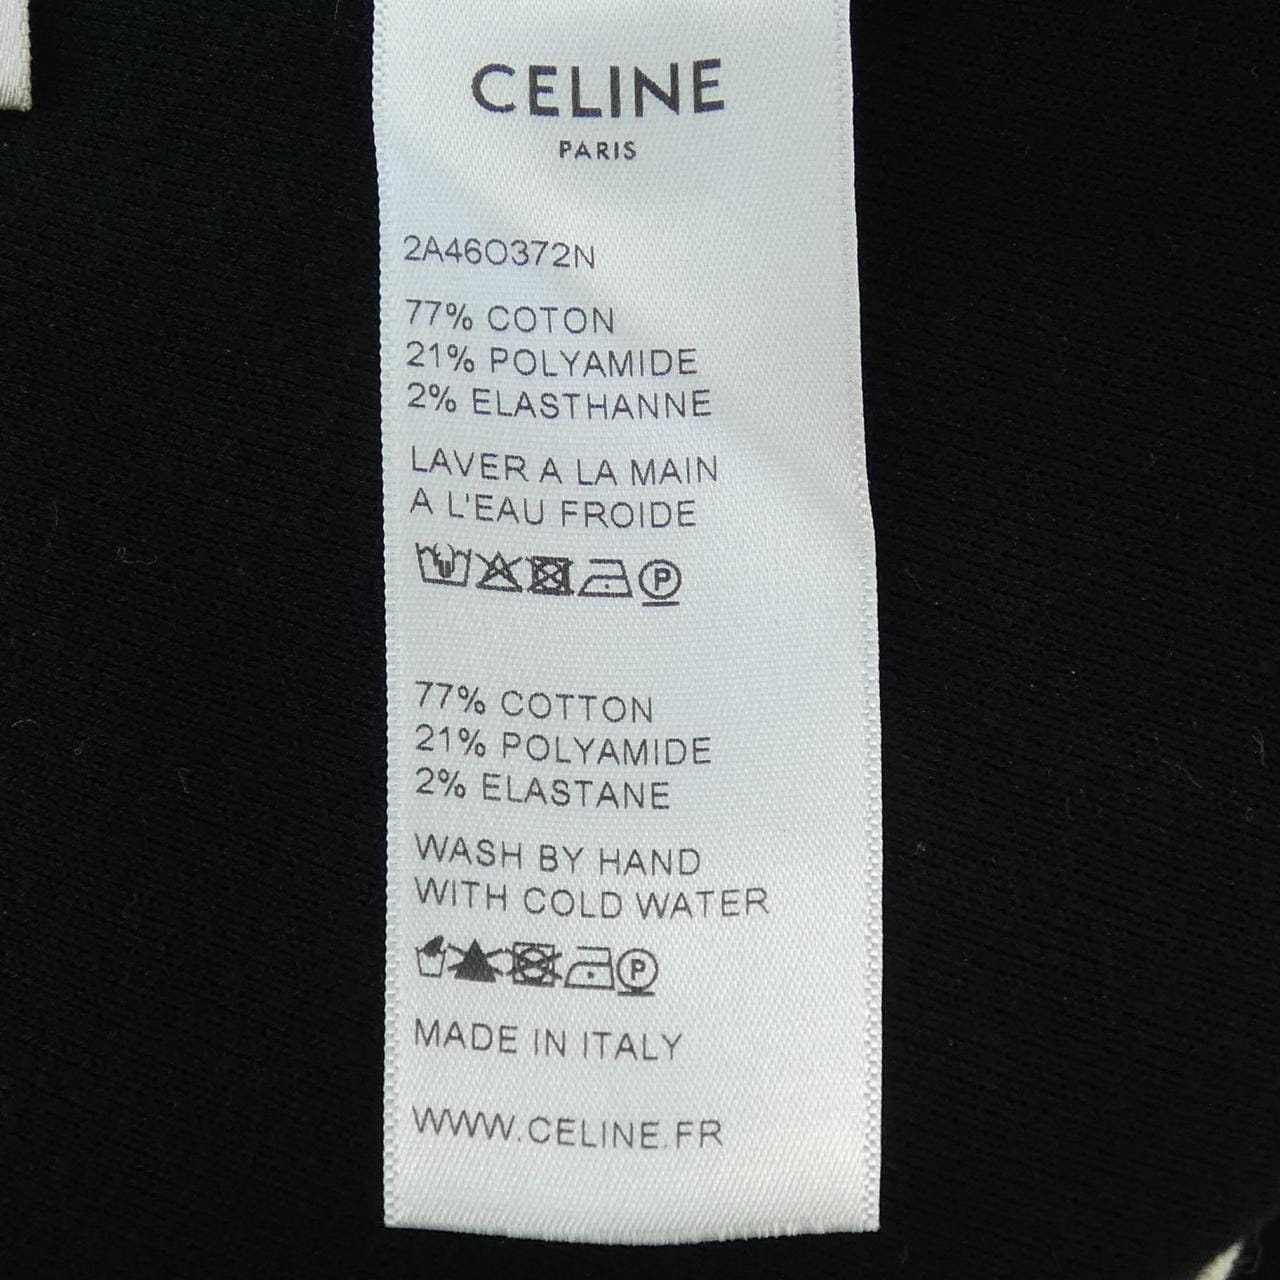 CELINE
PARIS
2A46O372N
77% COTON
21% POLYAMIDE
2% ELASTHANNE
LAVER A LA MAIN
A L'EAU FROIDE
P
77% COTTON
21% POLYAMIDE
2% ELASTANE
WASH BY HAND
WITH COLD WATER
P
MADE IN ITALY
WWW.CELINE.FR